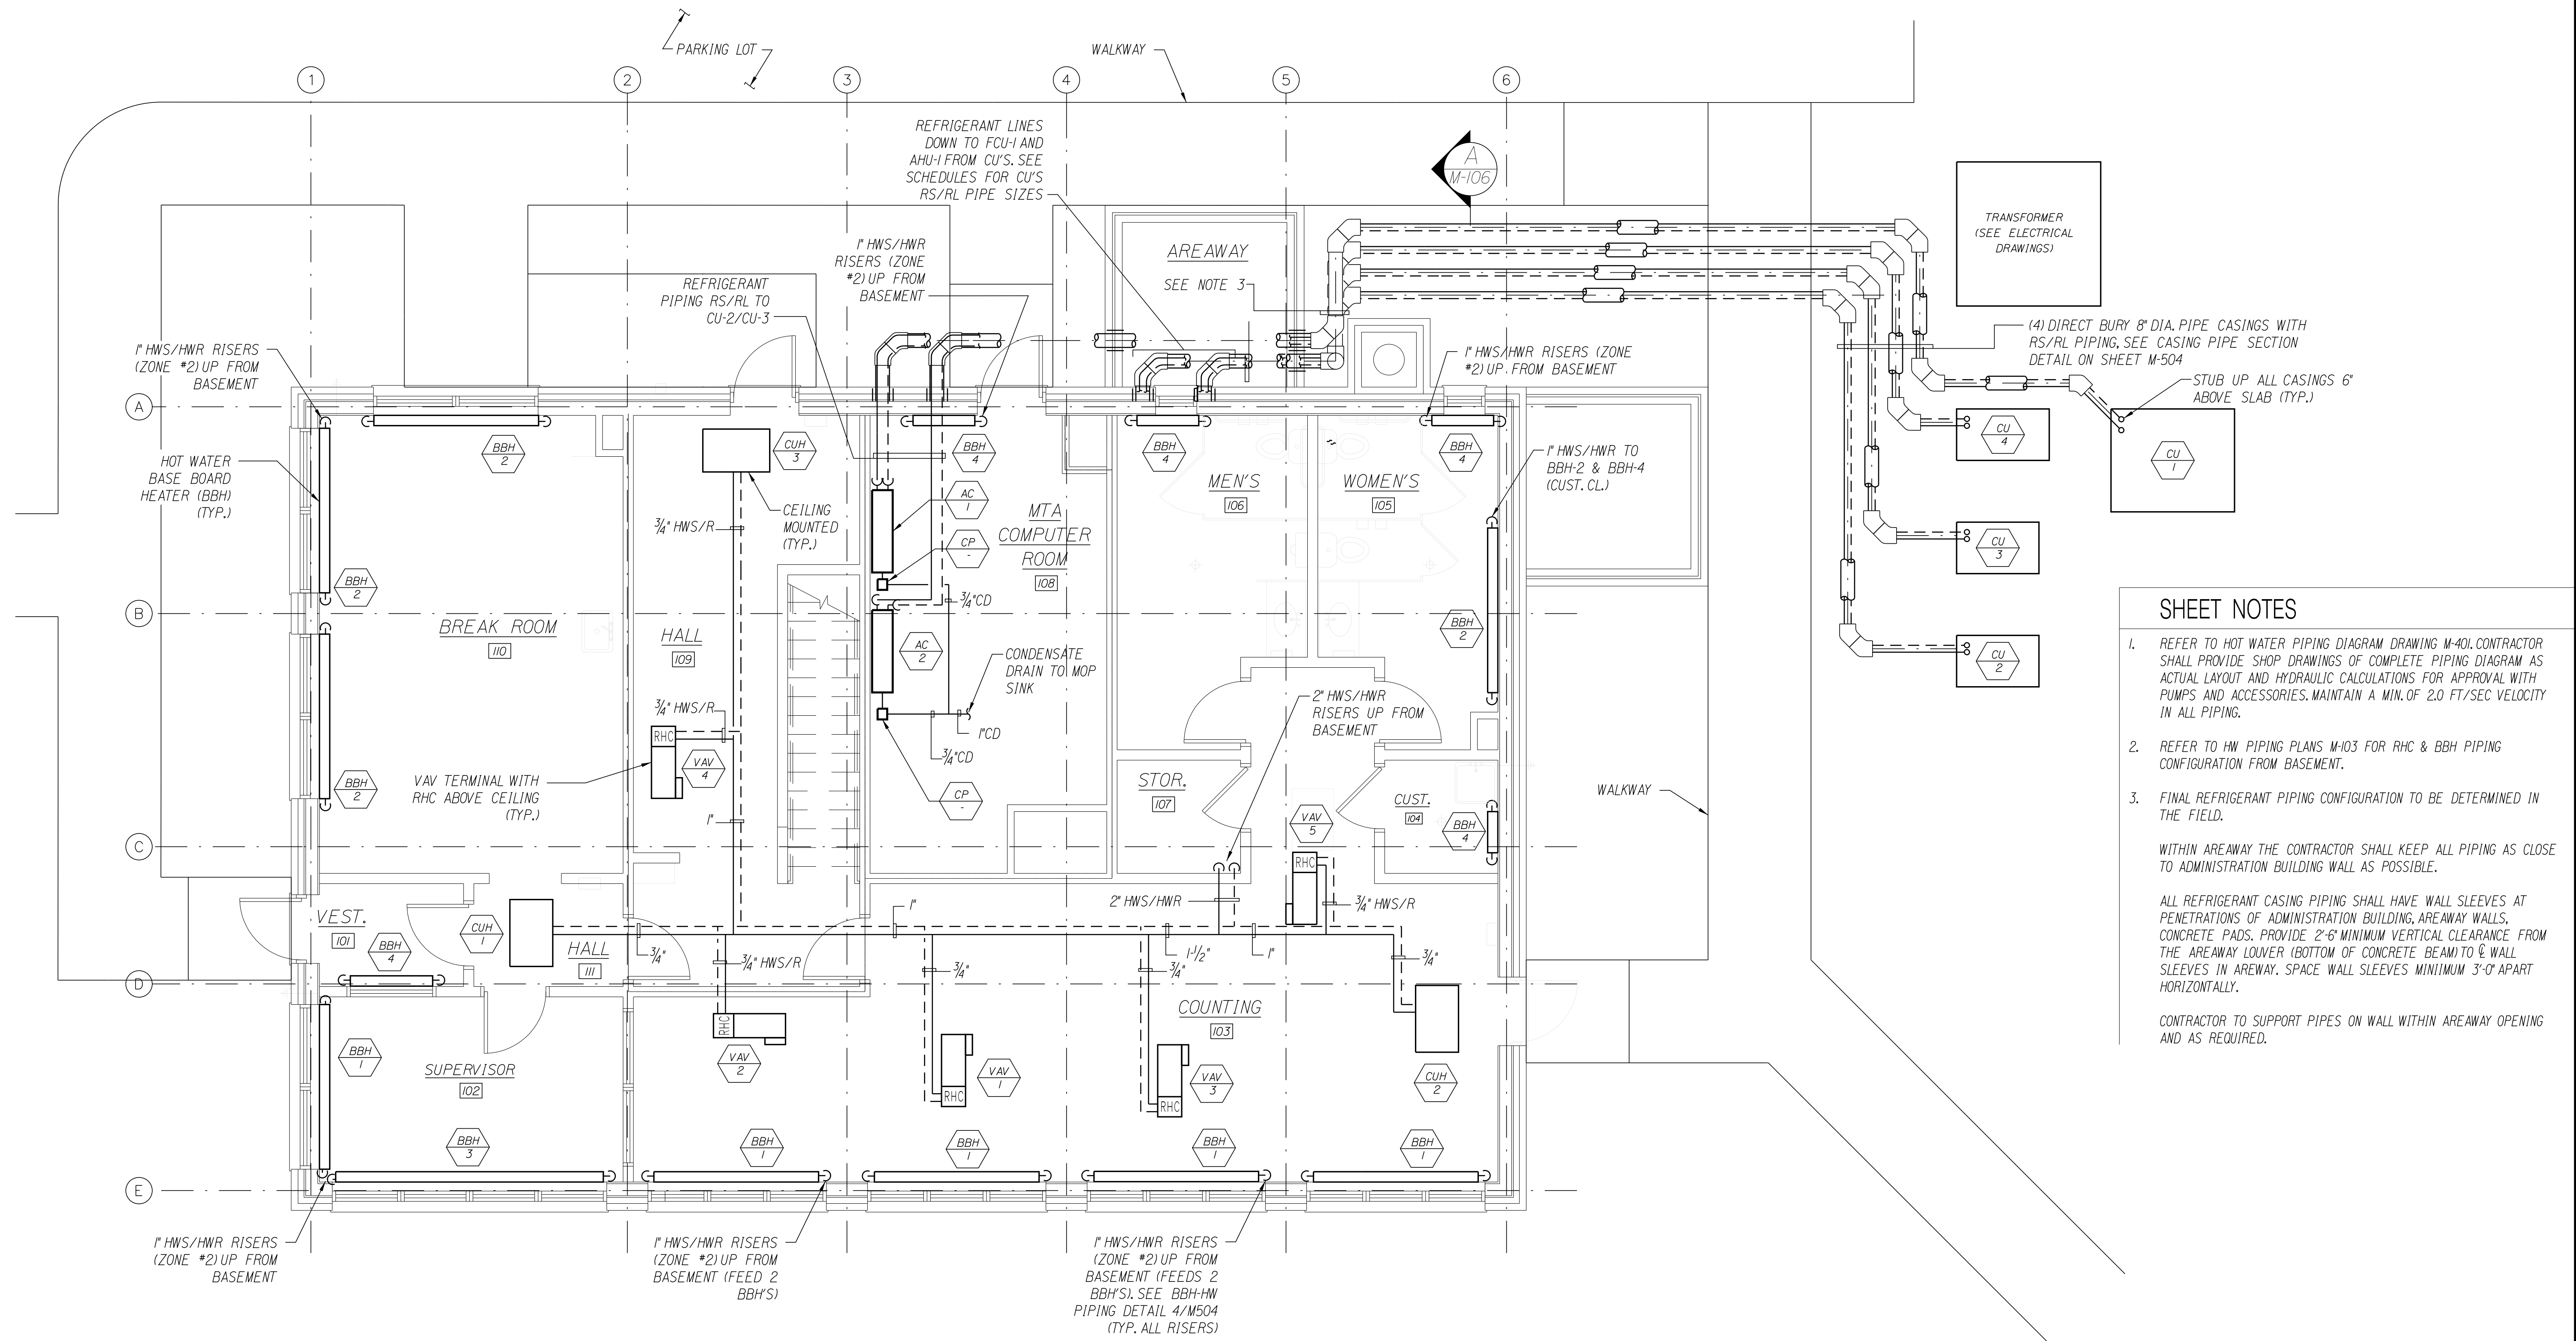 PARKING LOT
WALKWAY
1
2
3
4
5
6
REFRIGERANT LINES
DOWN TO FCU-1 AND
AHU-1 FROM CU'S. SEE
SCHEDULES FOR CU'S
RS/RL PIPE SIZES
A
M-106
TRANSFORMER
(SEE ELECTRICAL
DRAWINGS)
AREAWAY
SEE NOTE 3
1" HWS/HWR
RISERS (ZONE
#2) UP FROM
BASEMENT
REFRIGERANT
PIPING RS/RL TO
CU-2/CU-3
1" HWS/HWR RISERS
(ZONE #2) UP FROM
BASEMENT
1" HWS/HWR RISERS (ZONE
#2) UP FROM BASEMENT
(4) DIRECT BURY 8" DIA. PIPE CASINGS WITH
RS/RL PIPING, SEE CASING PIPE SECTION
DETAIL ON SHEET M-504
STUB UP ALL CASINGS 6"
ABOVE SLAB (TYP.)
A
B
C
D
E
HOT WATER
BASE BOARD
HEATER (BBH)
(TYP.)
BBH
2
CUH
3
BBH
4
BBH
4
BBH
4
1" HWS/HWR TO
BBH-2 & BBH-4
(CUST. CL.)
CU
4
CU
1
CU
3
CU
2
CEILING
MOUNTED
(TYP.)
3/4" HWS/R
AC
1
CP
-
MTA
COMPUTER
ROOM
108
MEN'S
106
WOMEN'S
105
BBH
2
BREAK ROOM
110
HALL
109
3/4"CD
AC
2
CONDENSATE
DRAIN TO MOP
SINK
BBH
2
2" HWS/HWR
RISERS UP FROM
BASEMENT
3/4" HWS/R
RHC
VAV
4
1"CD
3/4"CD
CP
-
BBH
2
VAV TERMINAL WITH
RHC ABOVE CEILING
(TYP.)
1"
STOR.
107
VAV
5
CUST.
104
BBH
4
WALKWAY
RHC
2" HWS/HWR
3/4" HWS/R
1"
VEST.
101
BBH
4
CUH
1
HALL
111
3/4"
3/4" HWS/R
3/4"
1-1/2"
3/4"
1"
3/4"
RHC
VAV
2
RHC
VAV
1
RHC
VAV
3
COUNTING
103
CUH
2
BBH
1
SUPERVISOR
102
BBH
3
BBH
1
BBH
1
BBH
1
BBH
1
1" HWS/HWR RISERS
(ZONE #2) UP FROM
BASEMENT
1" HWS/HWR RISERS
(ZONE #2) UP FROM
BASEMENT (FEED 2
BBH'S)
1" HWS/HWR RISERS
(ZONE #2) UP FROM
BASEMENT (FEEDS 2
BBH'S). SEE BBH-HW
PIPING DETAIL 4/M504
(TYP. ALL RISERS)
SHEET NOTES
1. REFER TO HOT WATER PIPING DIAGRAM DRAWING M-401. CONTRACTOR
SHALL PROVIDE SHOP DRAWINGS OF COMPLETE PIPING DIAGRAM AS
ACTUAL LAYOUT AND HYDRAULIC CALCULATIONS FOR APPROVAL WITH
PUMPS AND ACCESSORIES. MAINTAIN A MIN. OF 2.0 FT/SEC VELOCITY
IN ALL PIPING.
2. REFER TO HW PIPING PLANS M-103 FOR RHC & BBH PIPING
CONFIGURATION FROM BASEMENT.
3. FINAL REFRIGERANT PIPING CONFIGURATION TO BE DETERMINED IN
THE FIELD.
WITHIN AREAWAY THE CONTRACTOR SHALL KEEP ALL PIPING AS CLOSE
TO ADMINISTRATION BUILDING WALL AS POSSIBLE.
ALL REFRIGERANT CASING PIPING SHALL HAVE WALL SLEEVES AT
PENETRATIONS OF ADMINISTRATION BUILDING, AREAWAY WALLS,
CONCRETE PADS. PROVIDE 2'-6" MINIMUM VERTICAL CLEARANCE FROM
THE AREAWAY LOUVER (BOTTOM OF CONCRETE BEAM) TO ℄ WALL
SLEEVES IN AREWAY. SPACE WALL SLEEVES MINIIMUM 3'-0" APART
HORIZONTALLY.
CONTRACTOR TO SUPPORT PIPES ON WALL WITHIN AREAWAY OPENING
AND AS REQUIRED.